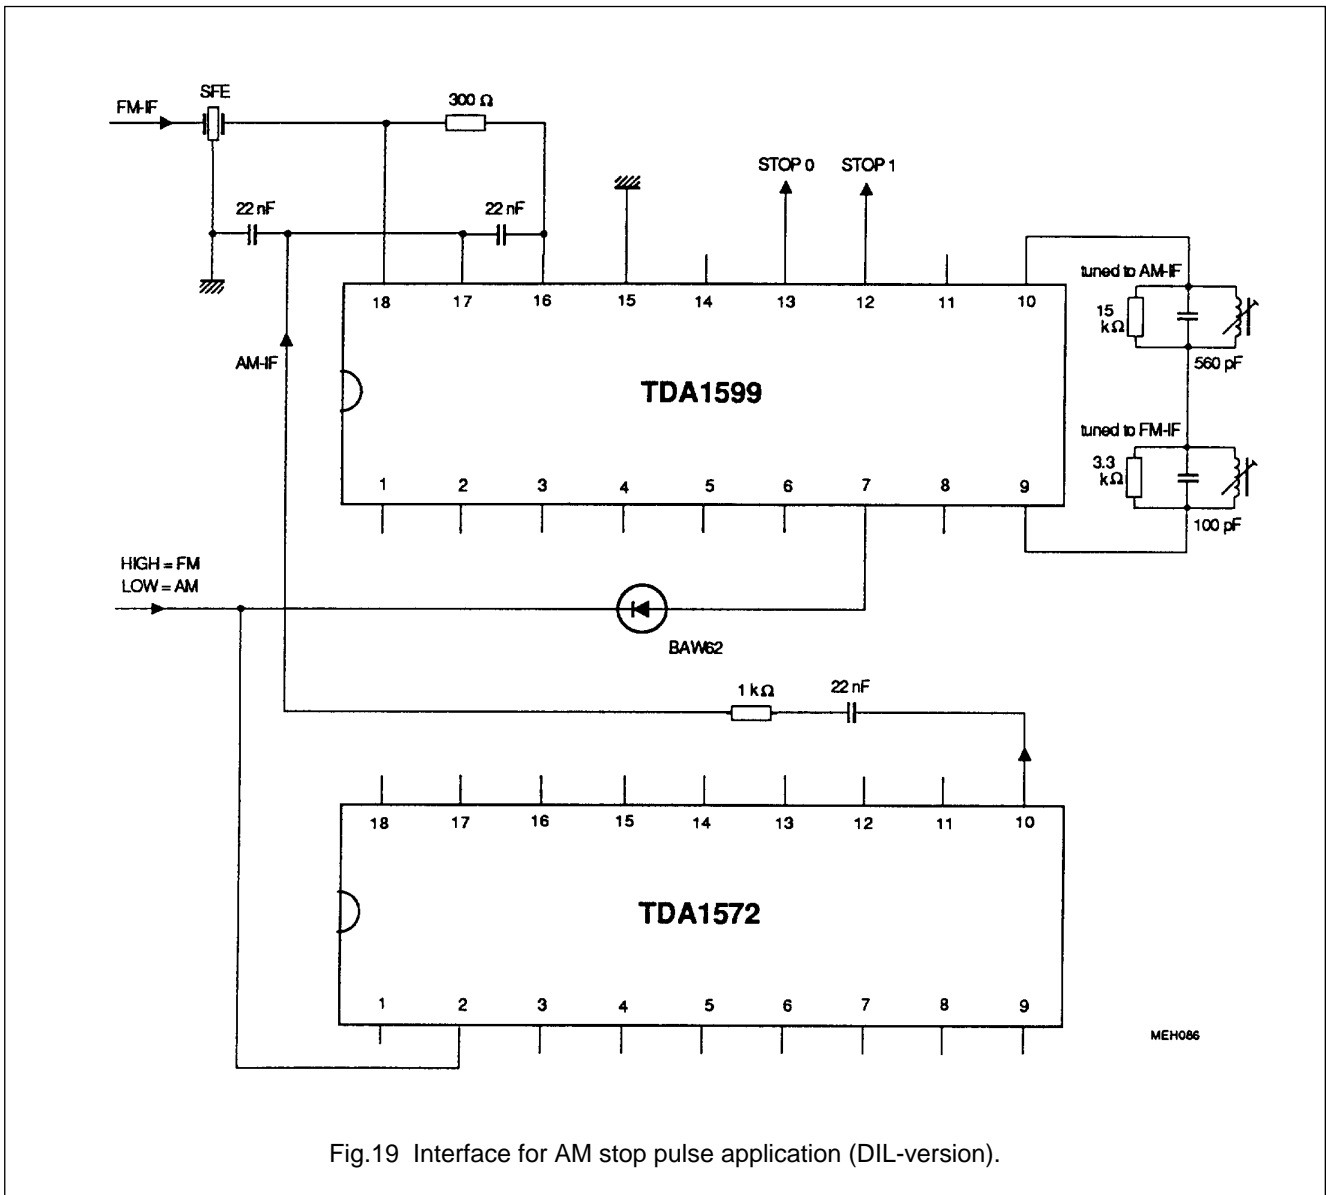 SFE
FM-IF
300 Ω
22 nF
22 nF
STOP 0
STOP 1
18
17
16
15
14
13
12
11
10
tuned to AM-IF
15
kΩ
560 pF
AM-IF
TDA1599
tuned to FM-IF
3.3
kΩ
100 pF
1
2
3
4
5
6
7
8
9
HIGH = FM
LOW = AM
BAW62
1 kΩ
22 nF
18
17
16
15
14
13
12
11
10
TDA1572
1
2
3
4
5
6
7
8
9
MEH086
Fig.19 Interface for AM stop pulse application (DIL-version).